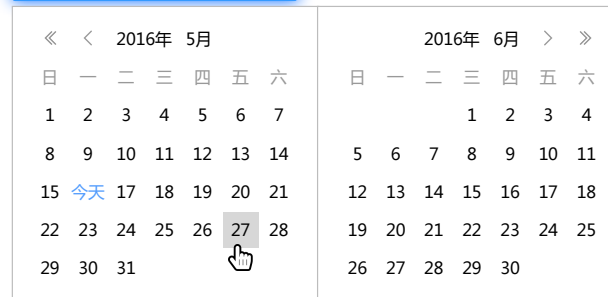 2016年 5月
日 一 二 三 四 五 六
1 2 3 4 5 6 7
8 9 10 11 12 13 14
15 今天 17 18 19 20 21
22 23 24 25 26 27 28
29 30 31
2016年 6月
日 一 二 三 四 五 六
1 2 3 4
5 6 7 8 9 10 11
12 13 14 15 16 17 18
19 20 21 22 23 24 25
26 27 28 29 30